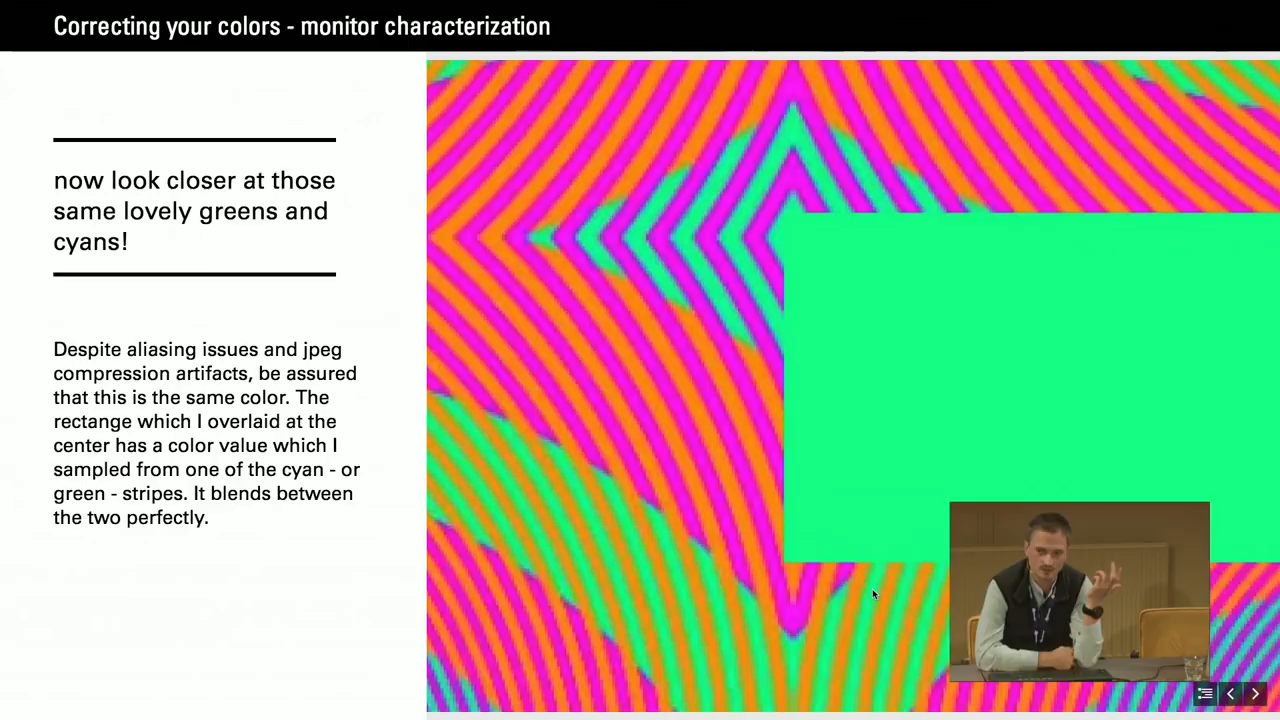 Correcting your colors - monitor characterization
now look closer at those
same lovely greens and
cyans!
Despite aliasing issues and jpeg
compression artifacts, be assured
that this is the same color. The
rectange which I overlaid at the
center has a color value which I
sampled from one of the cyan - or
green - stripes. It blends between
the two perfectly.